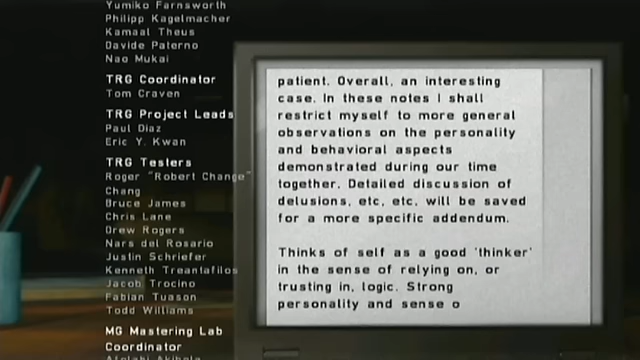 Yumiko Farnsworth
Philipp Kagelmacher
Kamaal Theus
Davide Paterno
Nao Mukai
TRG Coordinator
Tom Craven
TRG Project Leads
Paul Diaz
Eric Y. Kwan
TRG Testers
Roger "Robert Change"
Chang
Bruce James
Chris Lane
Drew Rogers
Nars del Rosario
Justin Schriefer
Kenneth Treantafilos
Jacob Trocino
Fabian Tuason
Todd Williams
MG Mastering Lab
Coordinator
patient. Overall, an interesting
case. In these notes I shall
restrict myself to more general
observations on the personality
and behavioral aspects
demonstrated during our time
together. Detailed discussion of
delusions, etc, etc, will be saved
for a more specific addendum.
Thinks of self as a good 'thinker'
in the sense of relying on, or
trusting in, logic. Strong
personality and sense o